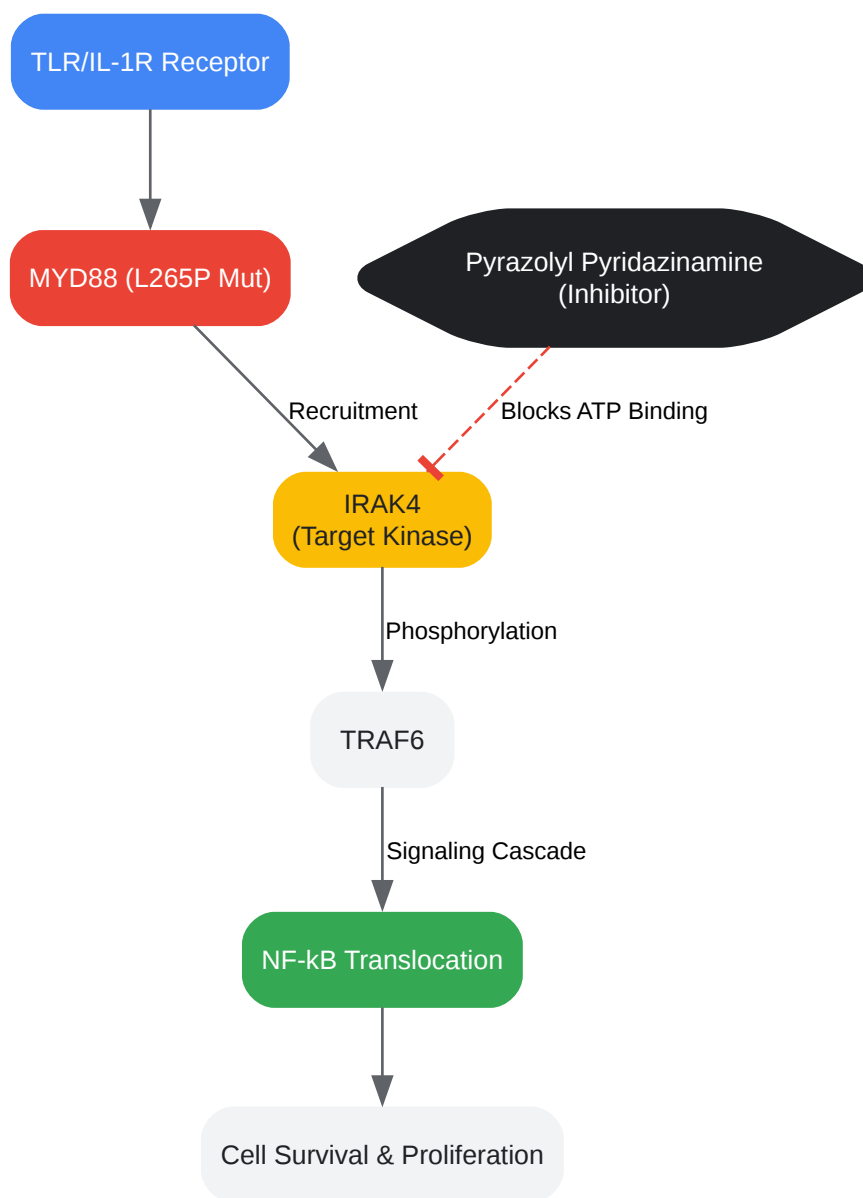 TLR/IL-1R Receptor
MYD88 (L265P Mut)
Pyrazolyl Pyridazinamine
(Inhibitor)
Recruitment
Blocks ATP Binding
IRAK4
(Target Kinase)
Phosphorylation
TRAF6
Signaling Cascade
NF-kB Translocation
Cell Survival & Proliferation